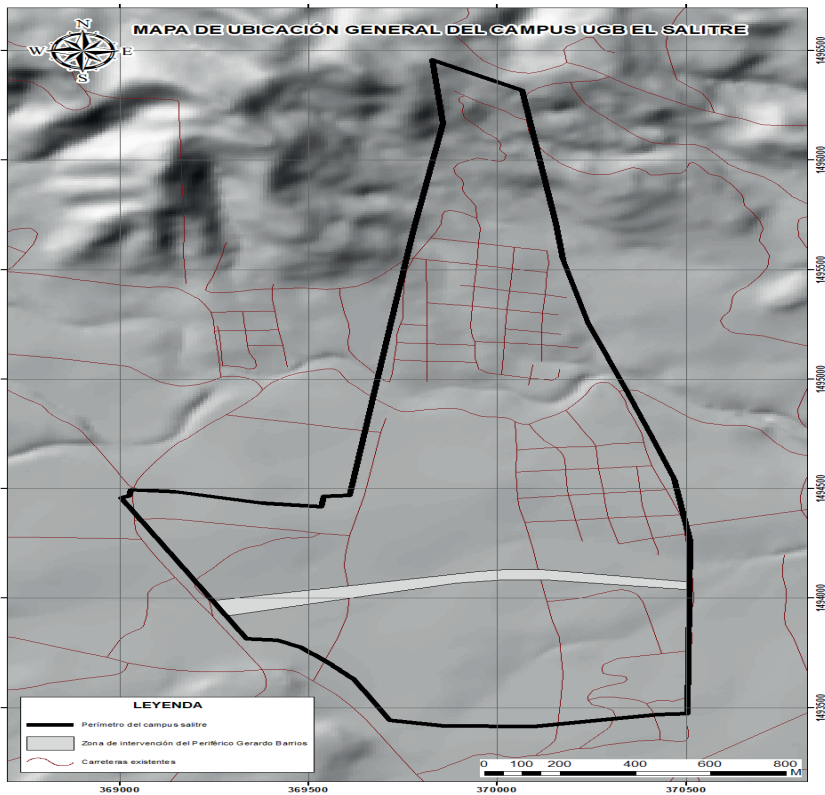 MAPA DE UBICACIÓN GENERAL DEL CAMPUS UGB EL SALITRE
N
W E
S
1496500
1496000
1495500
1495000
1494500
1494000
1493500
LEYENDA
Perímetro del campus salitre
Zona de intervención del Periférico Gerardo Barrios
Carreteras existentes
0 100 200 400 600 800
M
369000 369500 370000 370500